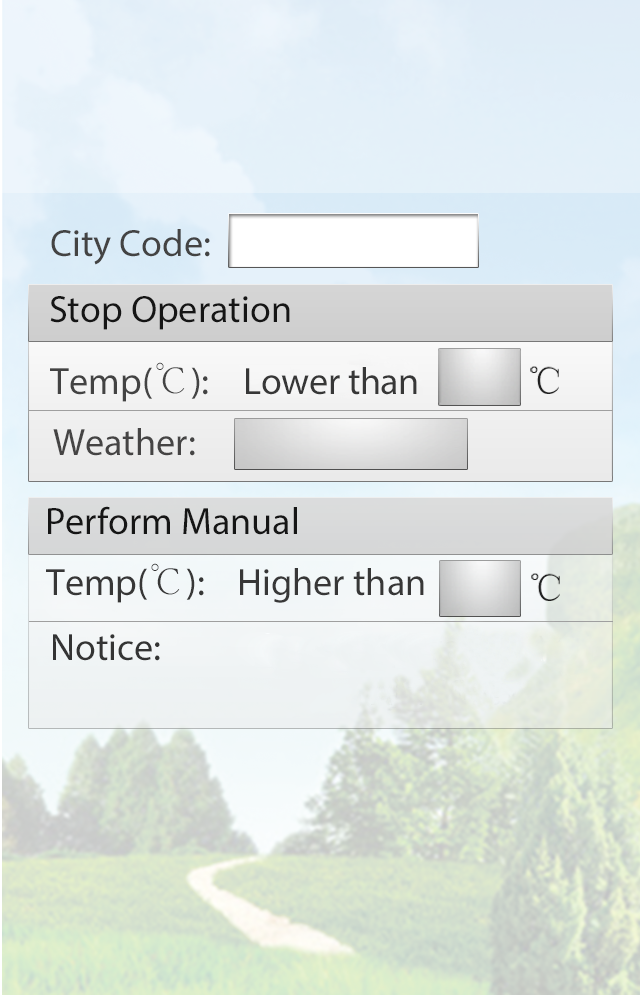 City Code:
Stop Operation
Temp(℃): Lower than ℃
Weather:
Perform Manual
Temp(℃): Higher than ℃
Notice: